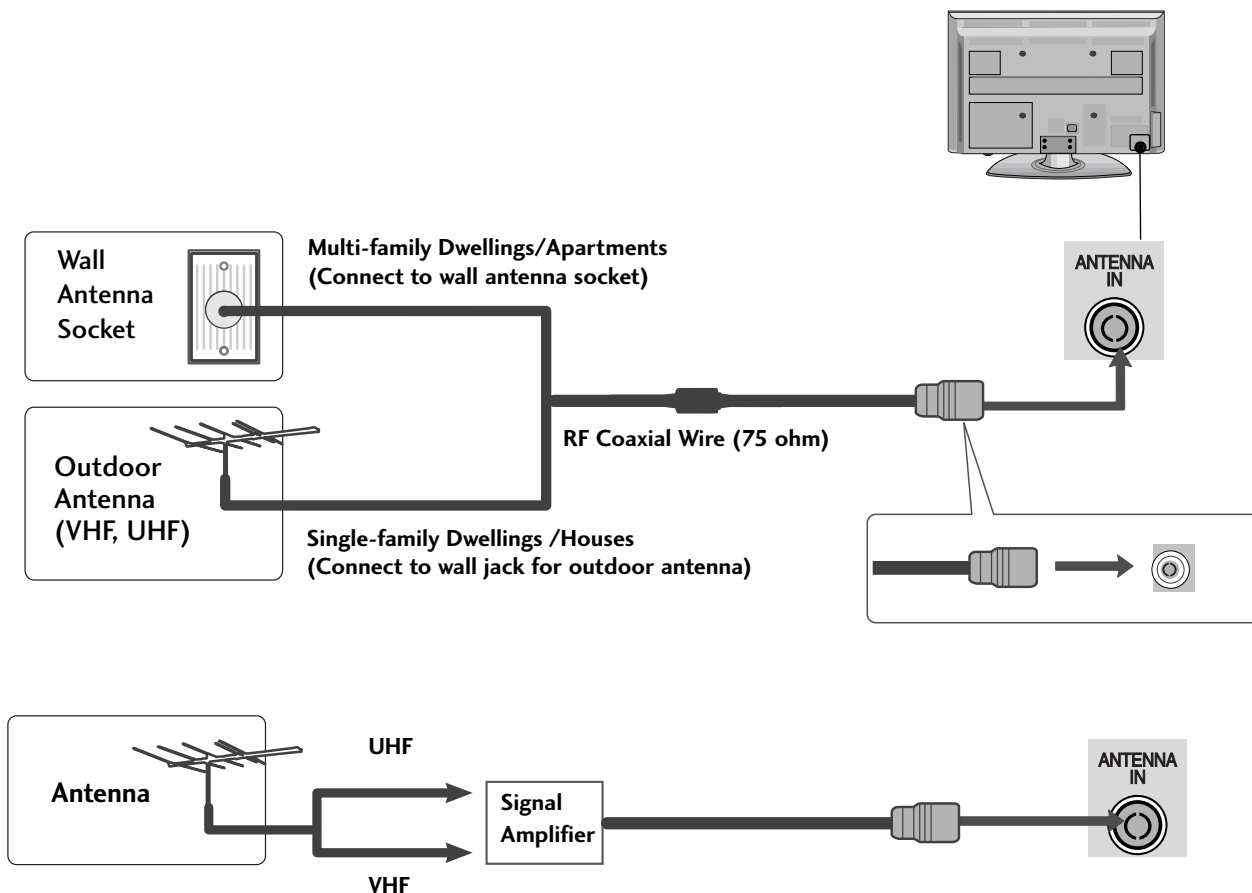 ANTENNA
IN
Wall
Antenna
Socket
Multi-family Dwellings/Apartments
(Connect to wall antenna socket)
RF Coaxial Wire (75 ohm)
Outdoor
Antenna
(VHF, UHF)
Single-family Dwellings /Houses
(Connect to wall jack for outdoor antenna)
Antenna
UHF
VHF
Signal
Amplifier
ANTENNA
IN